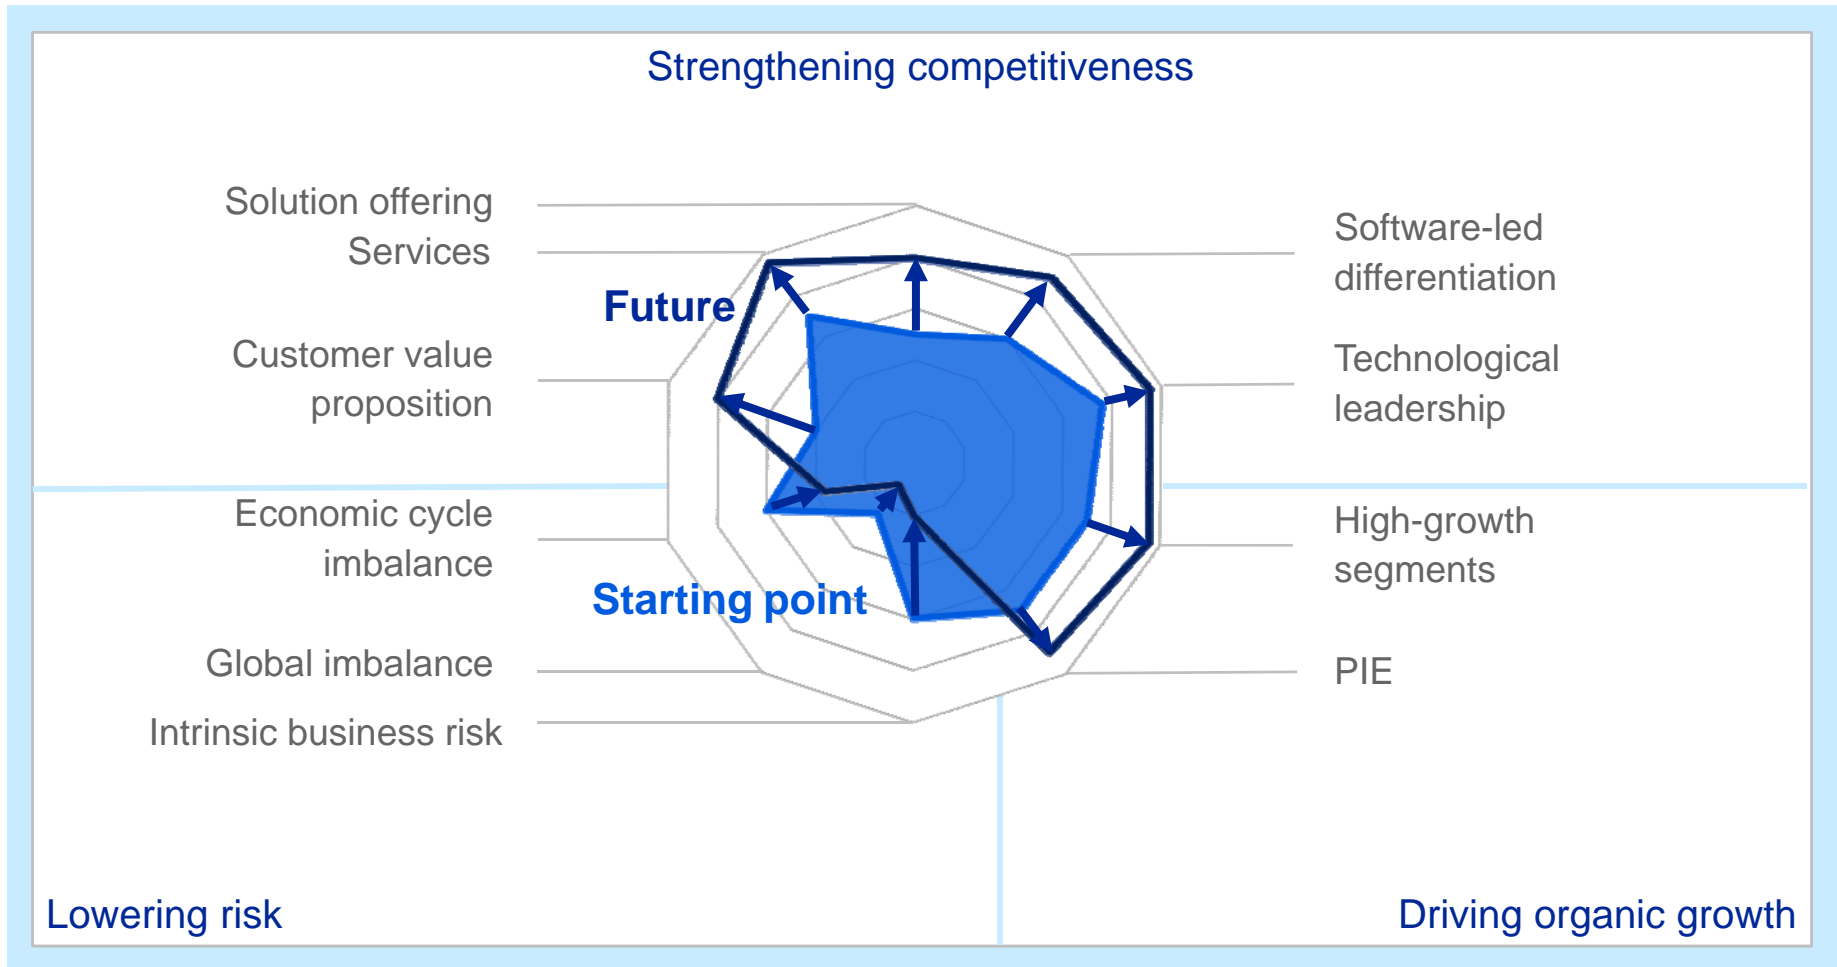 Strengthening competitiveness
Solution offering
Services
Customer value
proposition
Economic cycle
imbalance
Global imbalance
Intrinsic business risk
Future
Starting point
Software-led
differentiation
Technological
leadership
High-growth
segments
PIE
Lowering risk
Driving organic growth